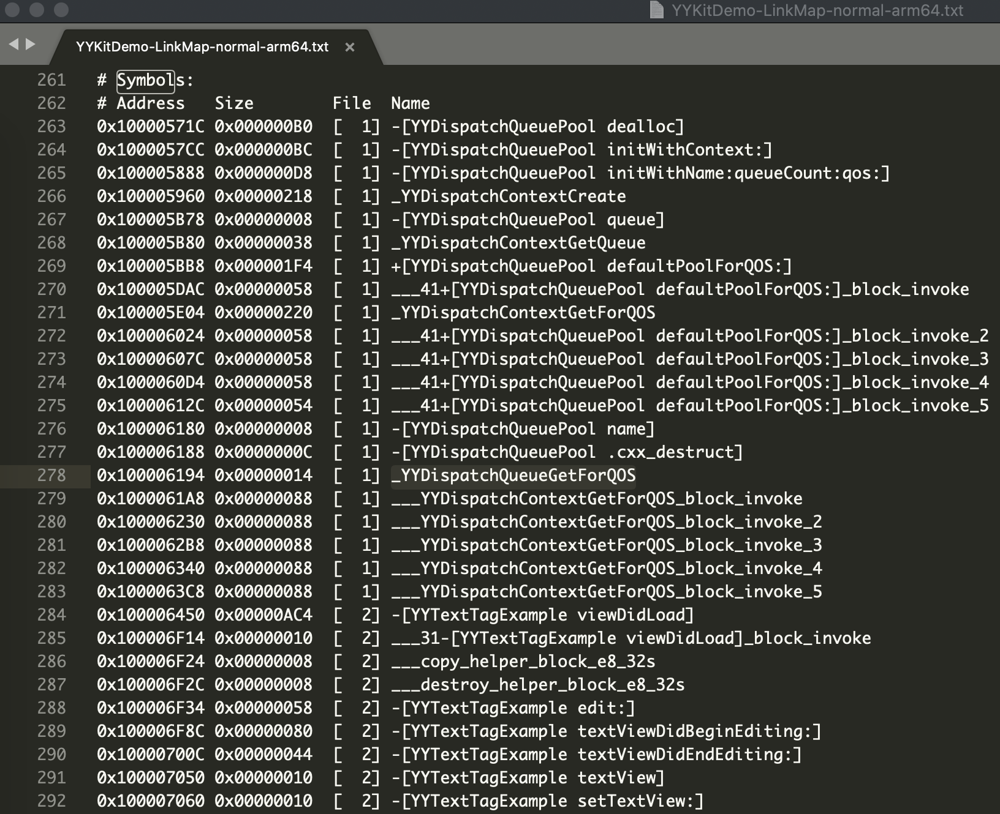 YYKitDemo-LinkMap-normal-arm64.txt
YYKitDemo-LinkMap-normal-arm64.txt ×
261 # Symbols:
262 # Address Size File Name
263 0x10000571C 0x000000B0 [ 1] -[YYDispatchQueuePool dealloc]
264 0x1000057CC 0x000000BC [ 1] -[YYDispatchQueuePool initWithContext:]
265 0x100005888 0x000000D8 [ 1] -[YYDispatchQueuePool initWithName:queueCount:qos:]
266 0x100005960 0x00000218 [ 1] _YYDispatchContextCreate
267 0x100005B78 0x00000008 [ 1] -[YYDispatchQueuePool queue]
268 0x100005B80 0x00000038 [ 1] _YYDispatchContextGetQueue
269 0x100005BB8 0x000001F4 [ 1] +[YYDispatchQueuePool defaultPoolForQOS:]
270 0x100005DAC 0x00000058 [ 1] ___41+[YYDispatchQueuePool defaultPoolForQOS:]_block_invoke
271 0x100005E04 0x00000220 [ 1] _YYDispatchContextGetForQOS
272 0x100006024 0x00000058 [ 1] ___41+[YYDispatchQueuePool defaultPoolForQOS:]_block_invoke_2
273 0x10000607C 0x00000058 [ 1] ___41+[YYDispatchQueuePool defaultPoolForQOS:]_block_invoke_3
274 0x1000060D4 0x00000058 [ 1] ___41+[YYDispatchQueuePool defaultPoolForQOS:]_block_invoke_4
275 0x10000612C 0x00000054 [ 1] ___41+[YYDispatchQueuePool defaultPoolForQOS:]_block_invoke_5
276 0x100006180 0x00000008 [ 1] -[YYDispatchQueuePool name]
277 0x100006188 0x0000000C [ 1] -[YYDispatchQueuePool .cxx_destruct]
278 0x100006194 0x00000014 [ 1] _YYDispatchQueueGetForQOS
279 0x1000061A8 0x00000088 [ 1] ___YYDispatchContextGetForQOS_block_invoke
280 0x100006230 0x00000088 [ 1] ___YYDispatchContextGetForQOS_block_invoke_2
281 0x1000062B8 0x00000088 [ 1] ___YYDispatchContextGetForQOS_block_invoke_3
282 0x100006340 0x00000088 [ 1] ___YYDispatchContextGetForQOS_block_invoke_4
283 0x1000063C8 0x00000088 [ 1] ___YYDispatchContextGetForQOS_block_invoke_5
284 0x100006450 0x00000AC4 [ 2] -[YYTextTagExample viewDidLoad]
285 0x100006F14 0x00000010 [ 2] ___31-[YYTextTagExample viewDidLoad]_block_invoke
286 0x100006F24 0x00000008 [ 2] ___copy_helper_block_e8_32s
287 0x100006F2C 0x00000008 [ 2] ___destroy_helper_block_e8_32s
288 0x100006F34 0x00000058 [ 2] -[YYTextTagExample edit:]
289 0x100006F8C 0x00000080 [ 2] -[YYTextTagExample textViewDidBeginEditing:]
290 0x10000700C 0x00000044 [ 2] -[YYTextTagExample textViewDidEndEditing:]
291 0x100007050 0x00000010 [ 2] -[YYTextTagExample textView]
292 0x100007060 0x00000010 [ 2] -[YYTextTagExample setTextView:]